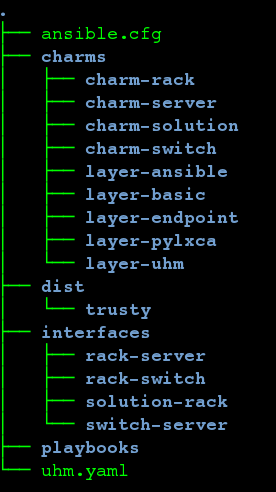 .
├── ansible.cfg
├── charms
│   ├── charm-rack
│   ├── charm-server
│   ├── charm-solution
│   ├── charm-switch
│   ├── layer-ansible
│   ├── layer-basic
│   ├── layer-endpoint
│   ├── layer-pylxca
│   └── layer-uhm
├── dist
│   └── trusty
├── interfaces
│   ├── rack-server
│   ├── rack-switch
│   ├── solution-rack
│   └── switch-server
├── playbooks
└── uhm.yaml